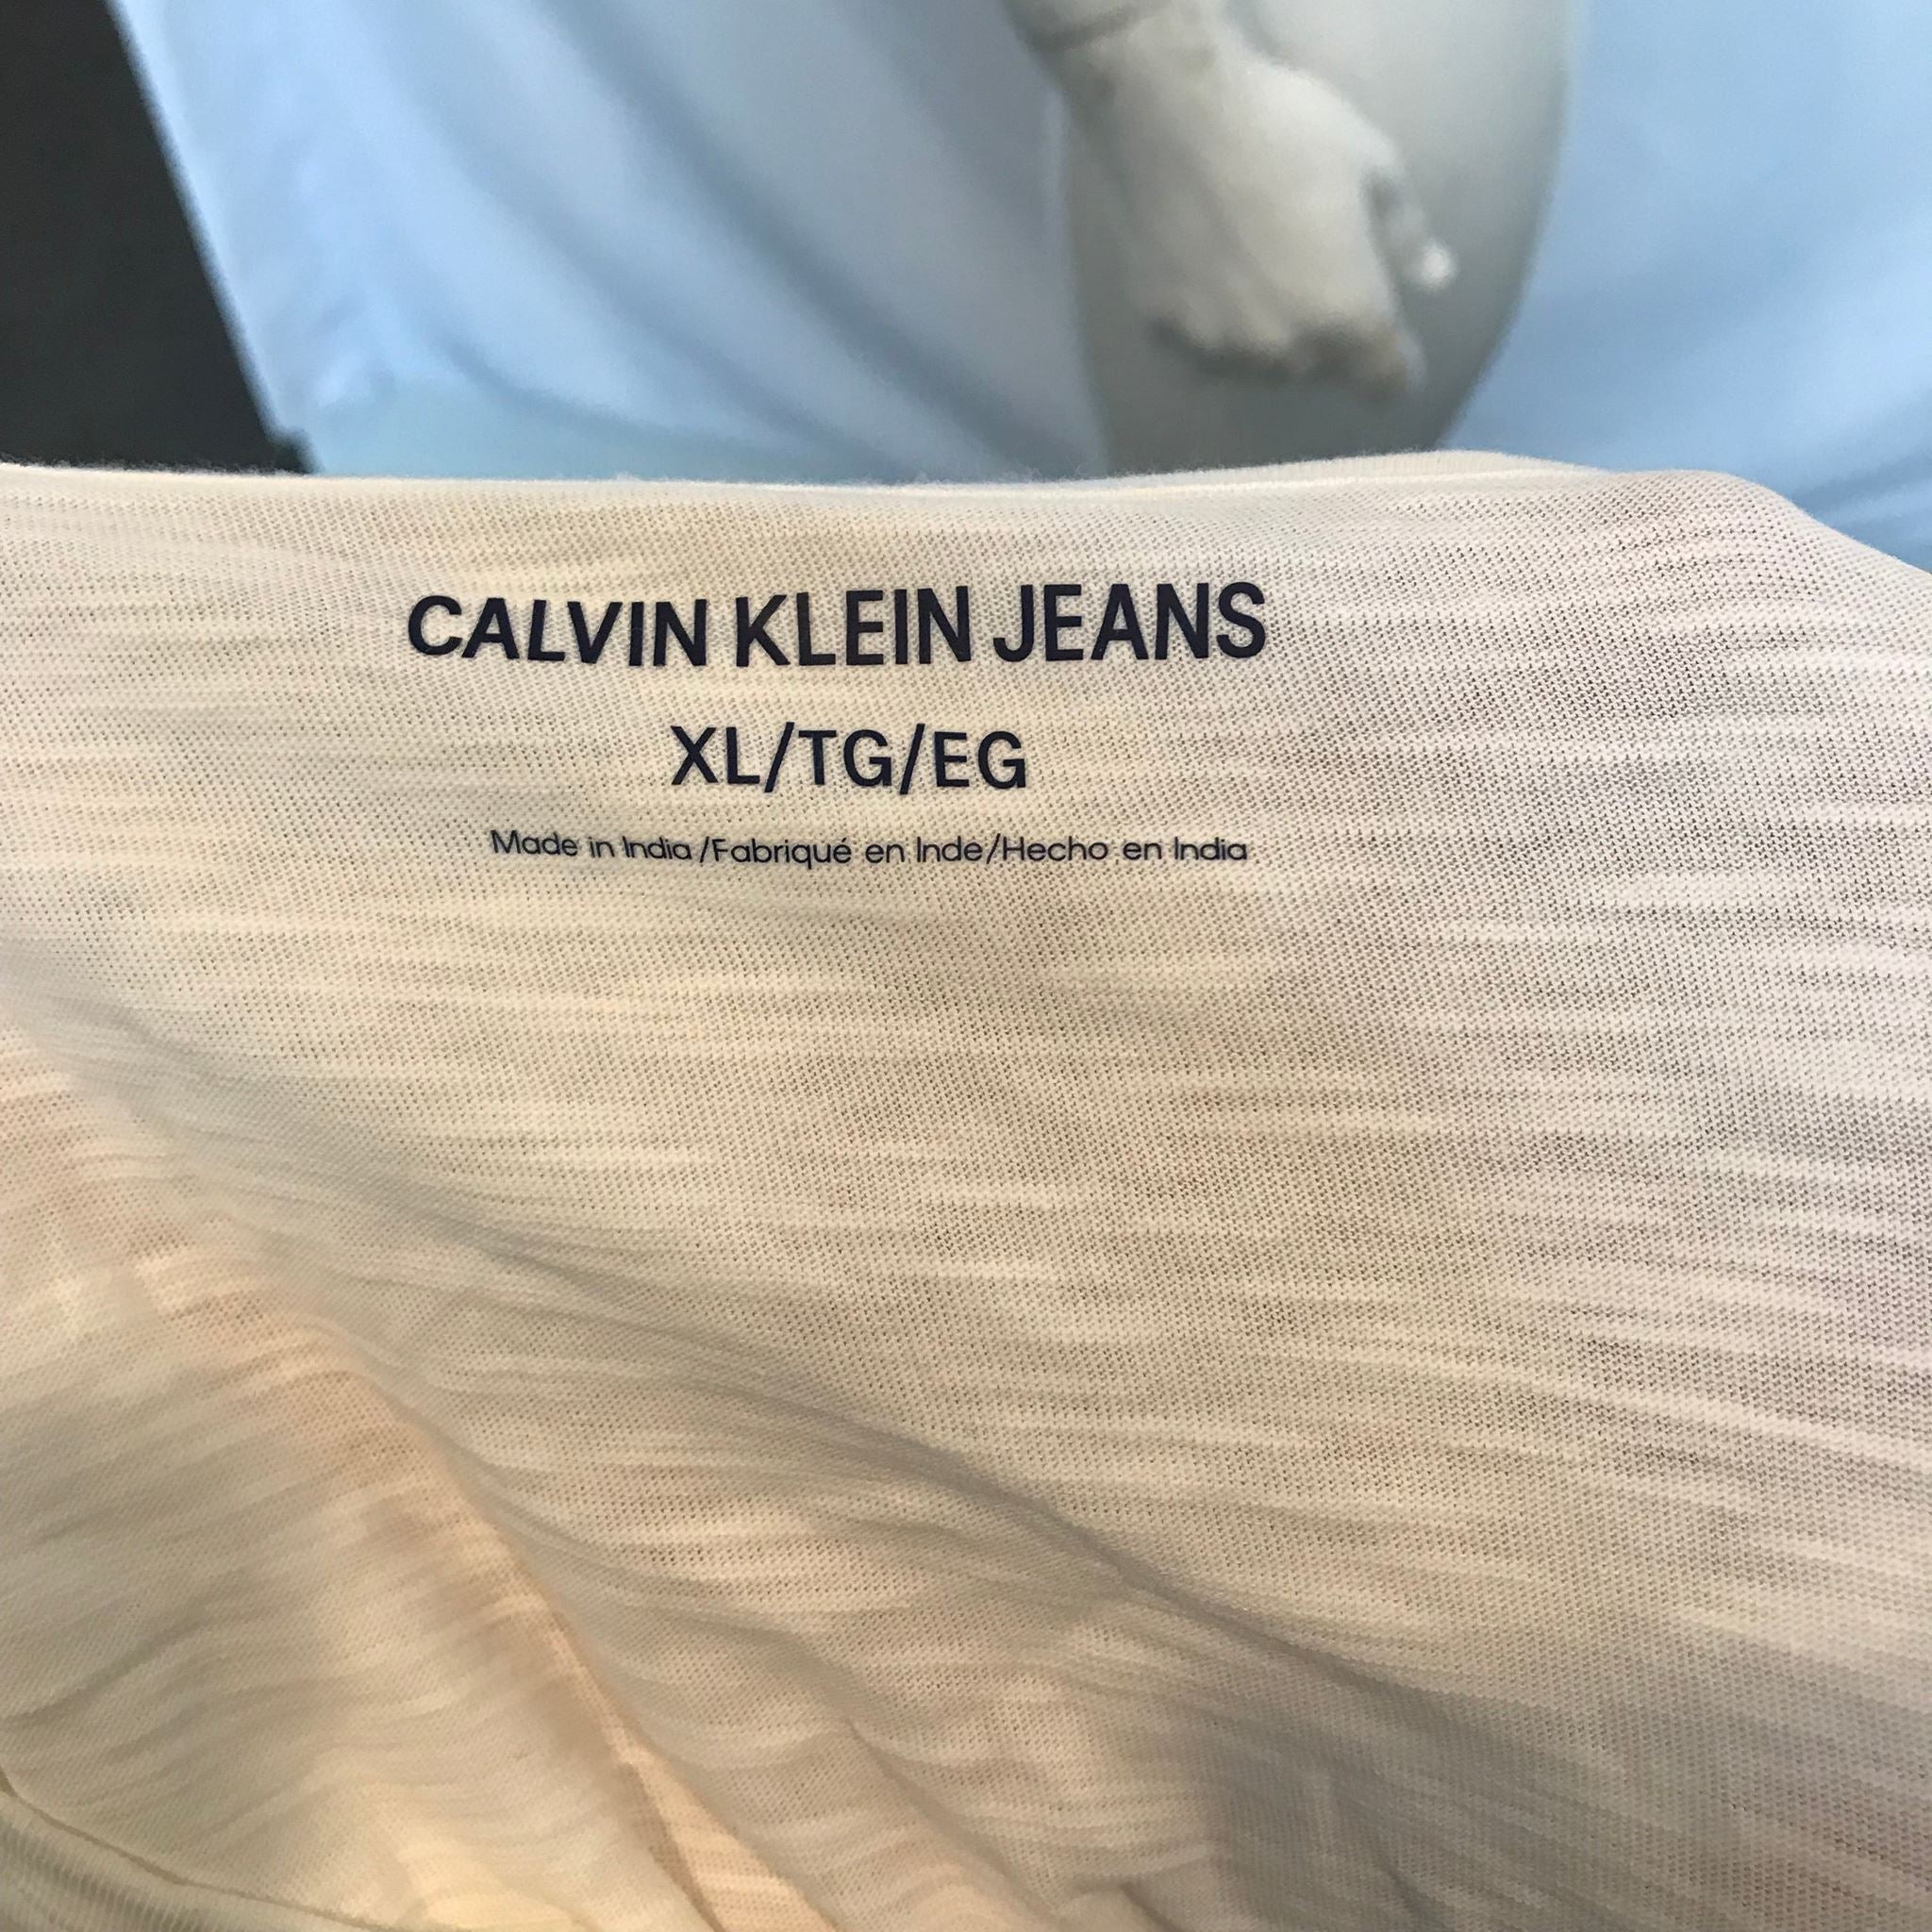 CALVIN KLEIN JEANS
XL/TG/EG
Made in India/Fabriqué en Inde/Hecho en India